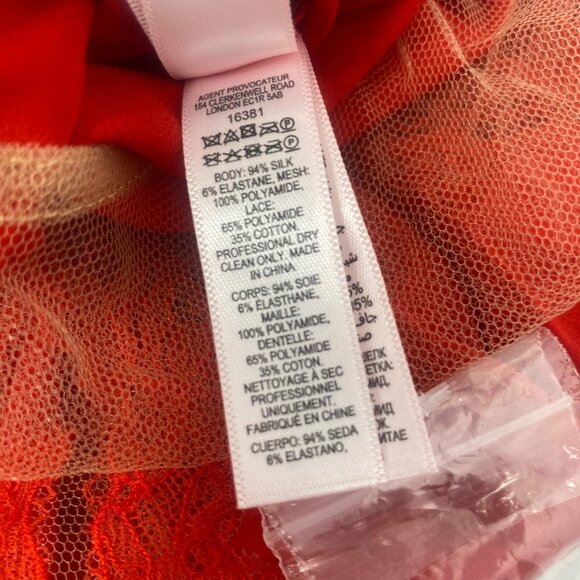 AGENT PROVOCATEUR
154 CLERKENWELL ROAD
LONDON EC1R 5AB
16381
BODY: 94% SILK
6% ELASTANE, MESH:
100% POLYAMIDE,
LACE:
65% POLYAMIDE
35% COTTON.
PROFESSIONAL DRY
CLEAN ONLY. MADE
IN CHINA
CORPS: 94% SOIE
6% ÉLASTHANE,
MAILLE:
100% POLYAMIDE,
DENTELLE:
65% POLYAMIDE
35% COTON.
NETTOYAGE À SEC
PROFESSIONNEL
UNIQUEMENT.
FABRIQUÉ EN CHINE
CUERPO: 94% SEDA
6% ELASTANO,